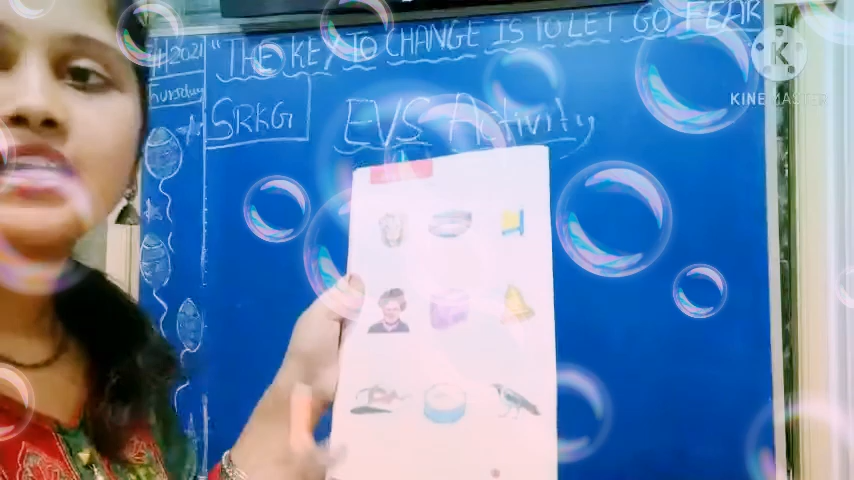 "THE KEY TO CHANGE IS TO LET GO FEAR
2021
Thursday
SRKG
EVS Activity
KINEMASTER